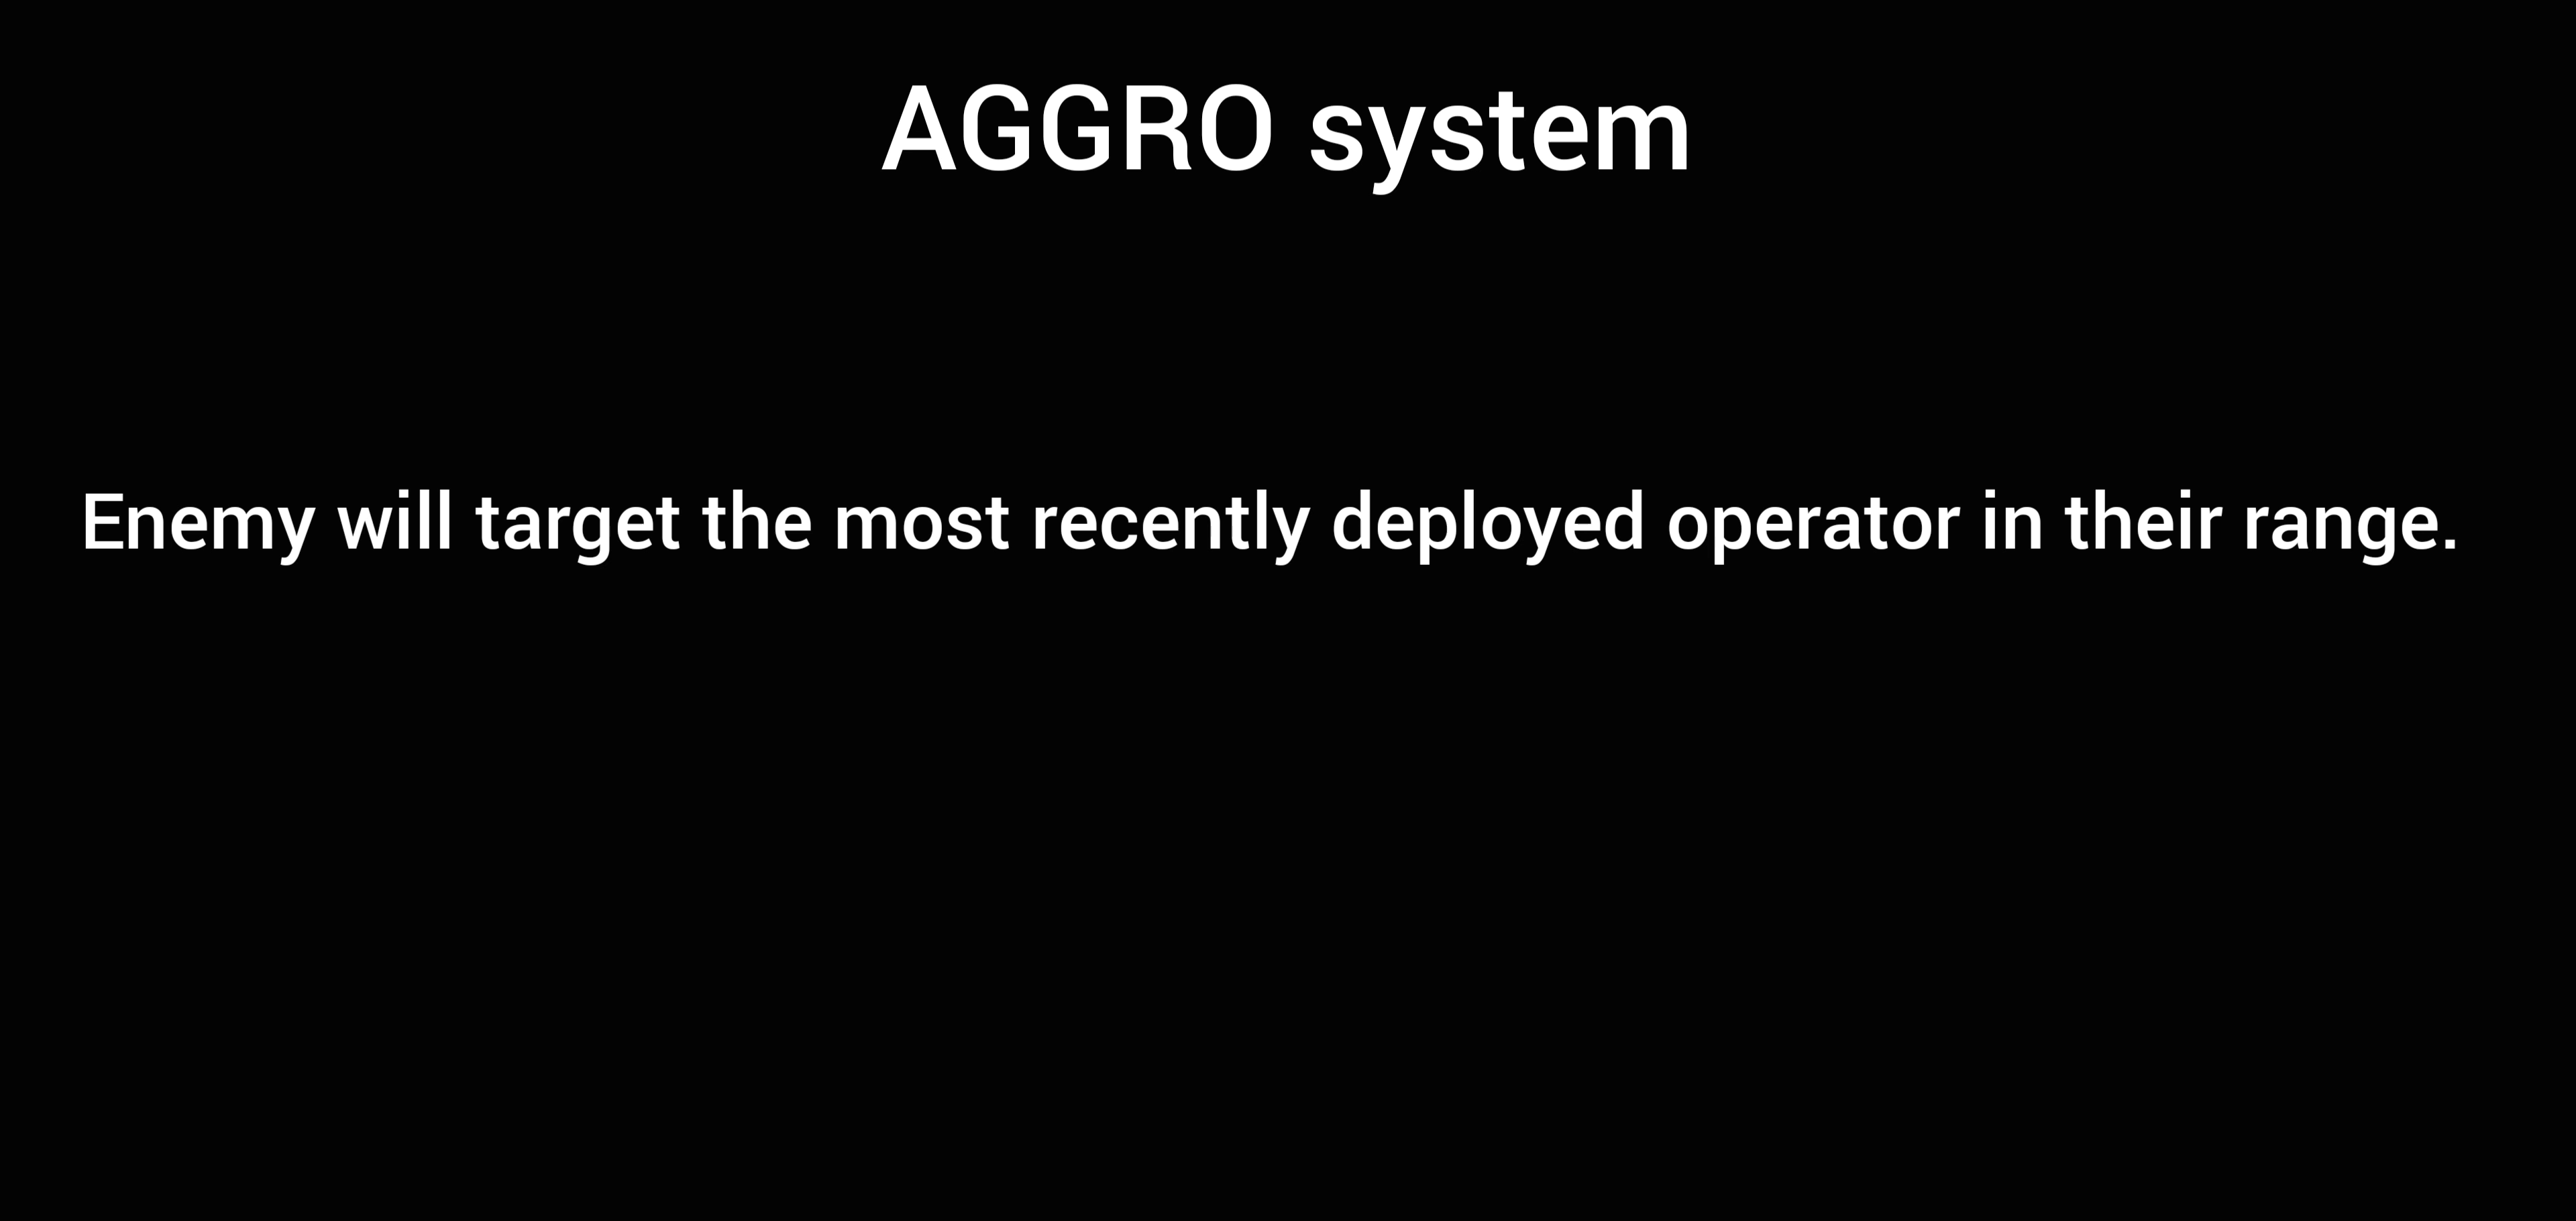 AGGRO system
Enemy will target the most recently deployed operator in their range.